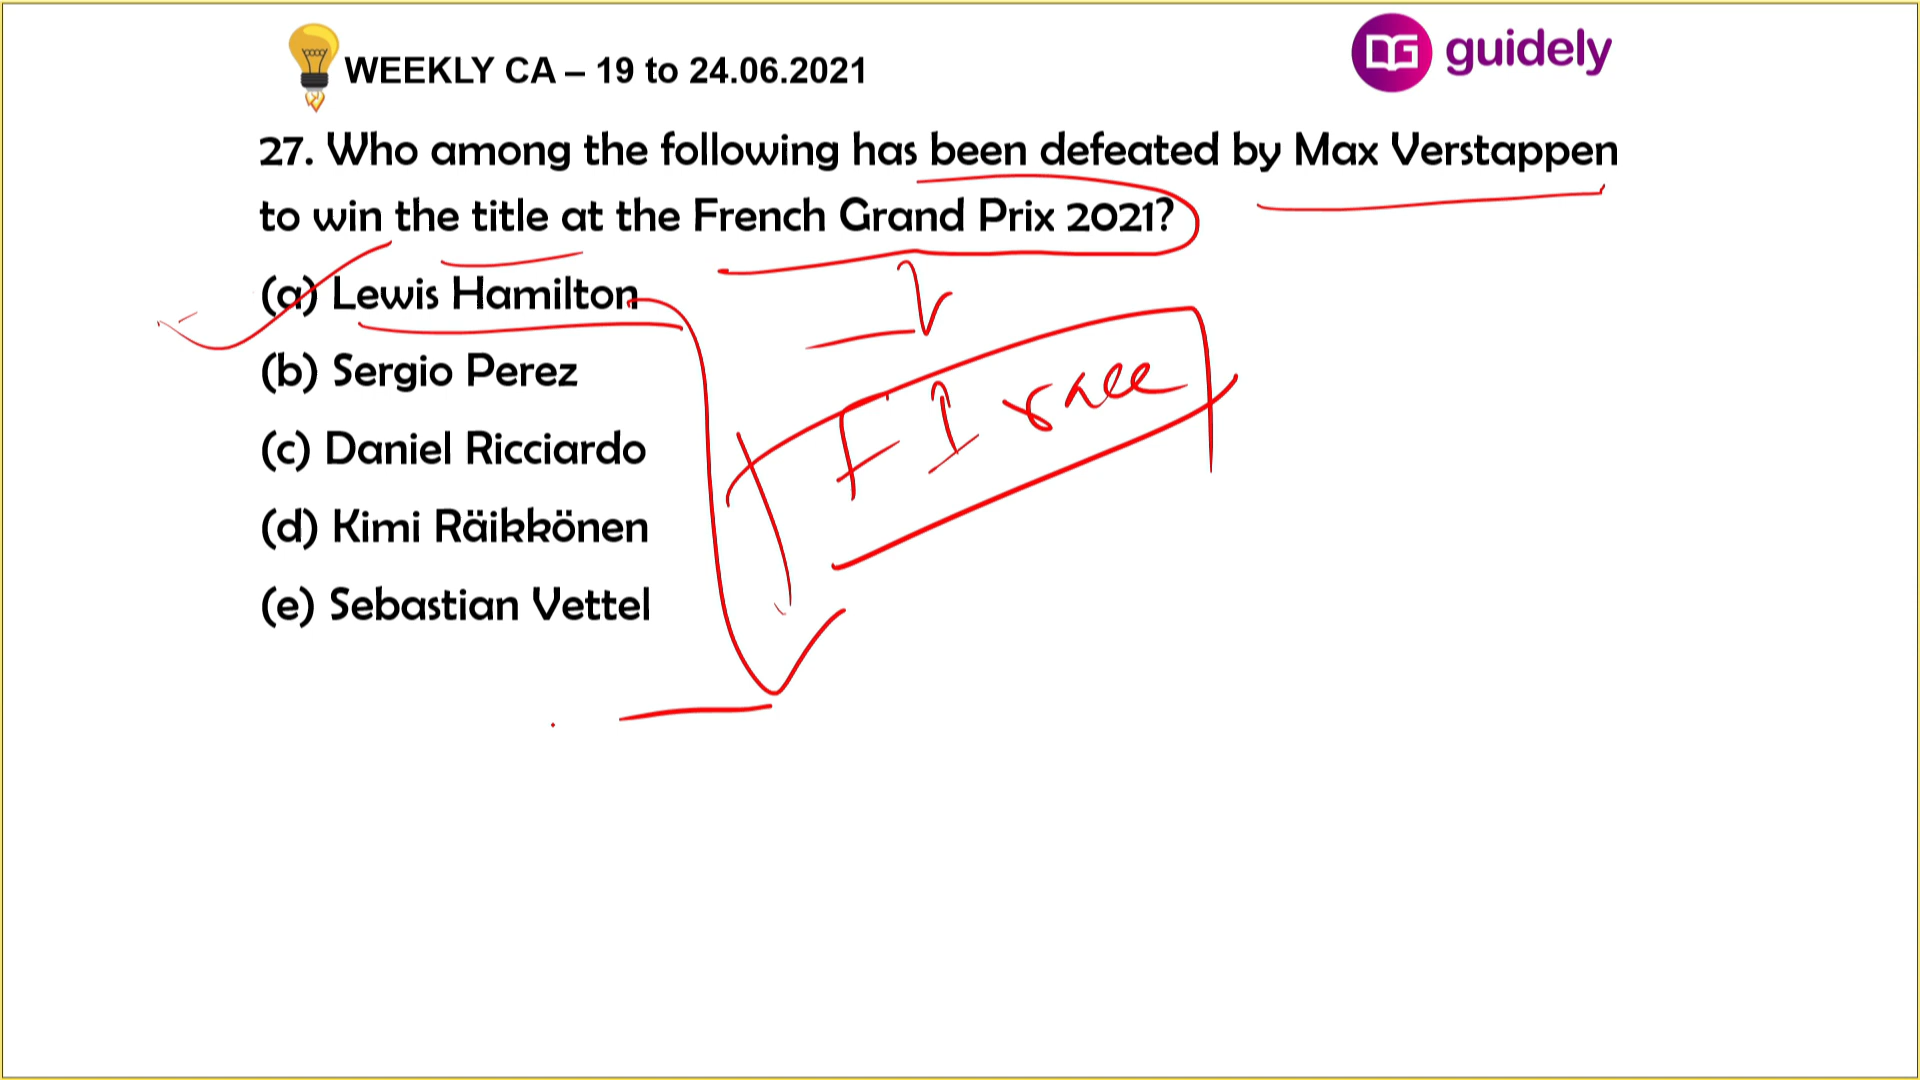 WEEKLY CA – 19 to 24.06.2021
guidely
27. Who among the following has been defeated by Max Verstappen
to win the title at the French Grand Prix 2021?
(a) Lewis Hamilton
(b) Sergio Perez
(c) Daniel Ricciardo
(d) Kimi Räikkönen
(e) Sebastian Vettel
F1 race